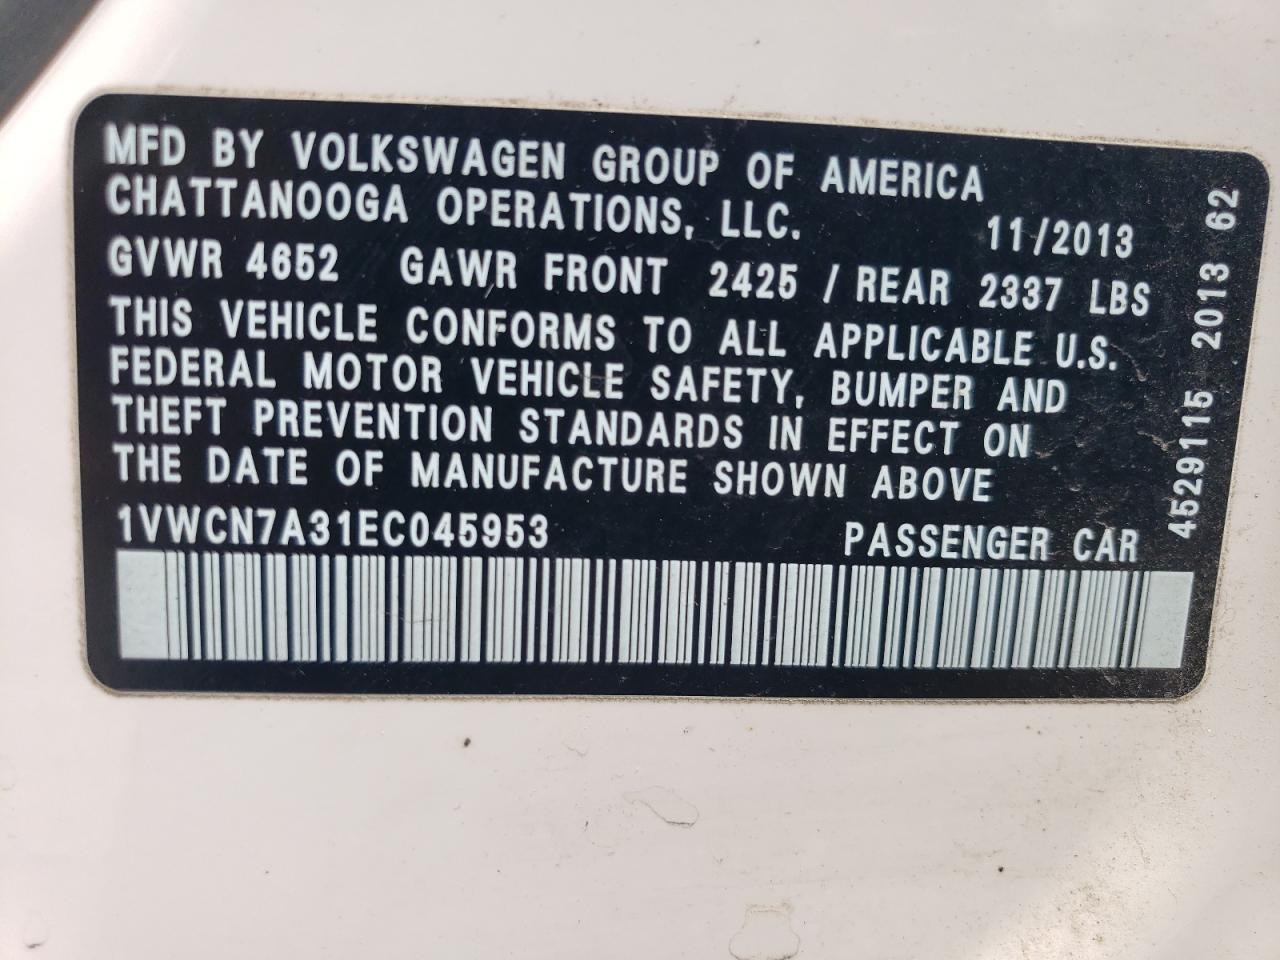 MFD BY VOLKSWAGEN GROUP OF AMERICA
CHATTANOOGA OPERATIONS, LLC. 11/2013
GVWR 4652 GAWR FRONT 2425 / REAR 2337 LBS
THIS VEHICLE CONFORMS TO ALL APPLICABLE U.S.
FEDERAL MOTOR VEHICLE SAFETY, BUMPER AND
THEFT PREVENTION STANDARDS IN EFFECT ON
THE DATE OF MANUFACTURE SHOWN ABOVE
1VWCN7A31EC045953 PASSENGER CAR
4529115 2013 62